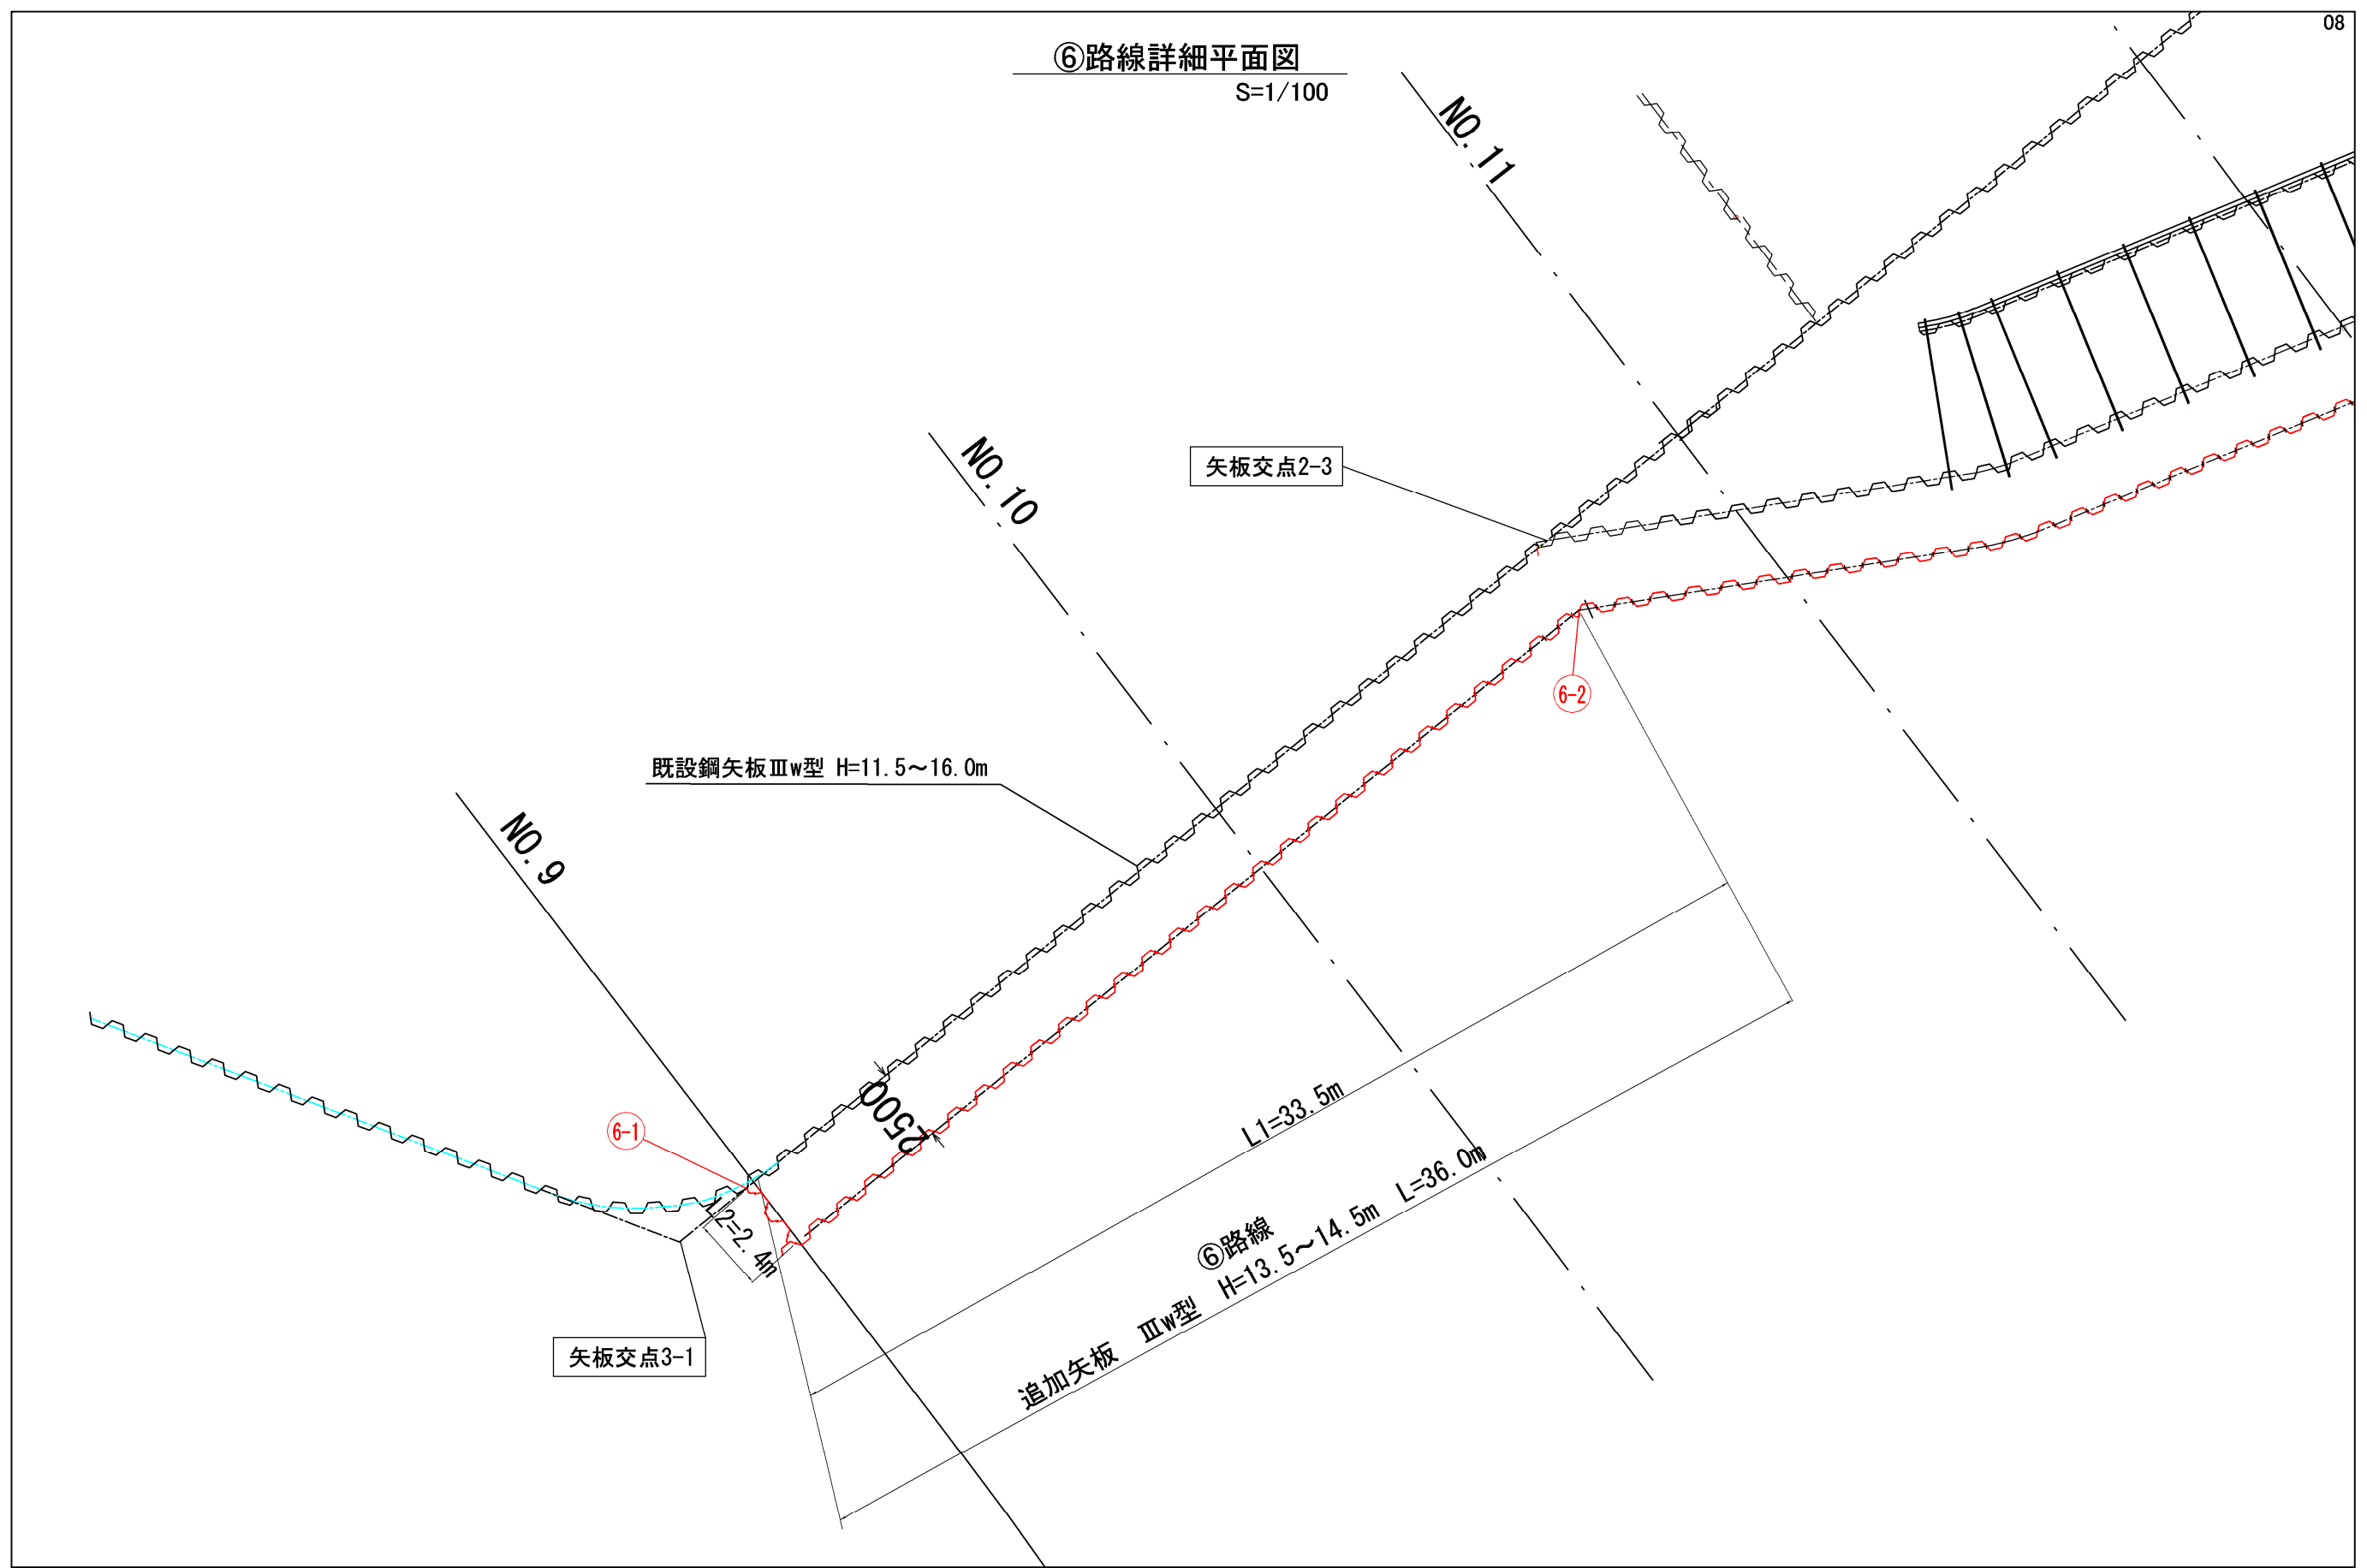 08
⑥路線詳細平面図
S=1/100
NO.11
NO.10
矢板交点2-3
6-2
既設鋼矢板Ⅲw型 H=11.5～16.0m
NO.9
2500
6-1
L1=33.5m
L2=2.4m
⑥路線
追加矢板 Ⅲw型 H=13.5～14.5m L=36.0m
矢板交点3-1